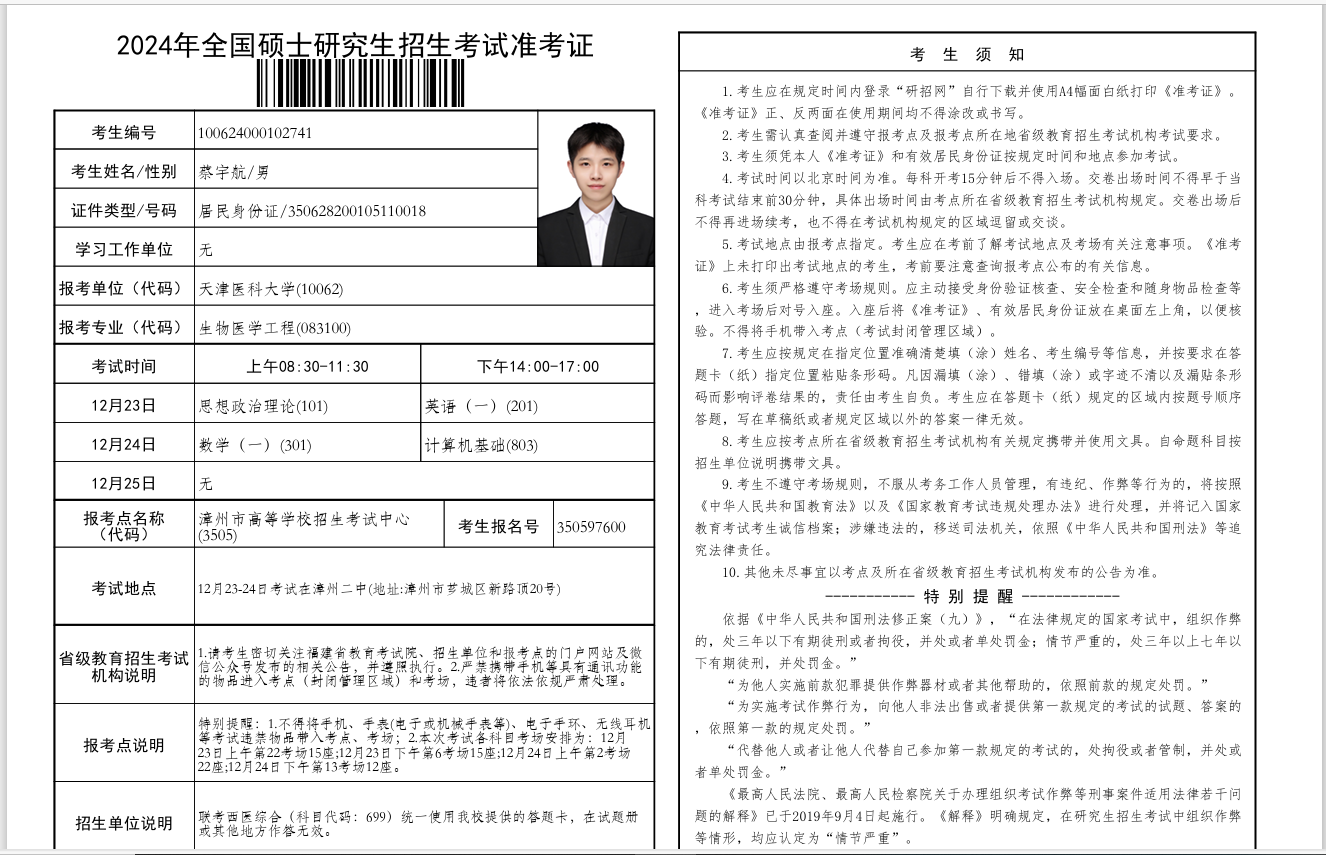 2024年全国硕士研究生招生考试准考证
考生编号 100624000102741
考生姓名/性别 蔡宇航/男
证件类型/号码 居民身份证/350628200105110018
学习工作单位 无
报考单位（代码） 天津医科大学(10062)
报考专业（代码） 生物医学工程(083100)
考试时间 上午08:30-11:30 下午14:00-17:00
12月23日 思想政治理论(101) 英语（一）(201)
12月24日 数学（一）(301) 计算机基础(803)
12月25日 无
报考点名称
（代码） 漳州市高等学校招生考试中心
(3505) 考生报名号 350597600
考试地点 12月23-24日考试在漳州二中(地址:漳州市芗城区新路顶20号)
省级教育招生考试
机构说明
1.请考生密切关注福建省教育考试院、招生单位和报考点的门户网站及微
信公众号发布的相关公告，并遵照执行。2.严禁携带手机等具有通讯功能
的物品进入考点（封闭管理区域）和考场，违者将依法依规严肃处理。
报考点说明
特别提醒：1.不得将手机、手表(电子或机械手表等)、电子手环、无线耳机
等考试违禁物品带入考点、考场；2.本次考试各科目考场安排为：12月
23日上午第22考场15座;12月23日下午第6考场15座;12月24日上午第2考场
22座;12月24日下午第13考场12座。
招生单位说明
联考西医综合（科目代码：699）统一使用我校提供的答题卡，在试题册
或其他地方作答无效。
考 生 须 知
1.考生应在规定时间内登录“研招网”自行下载并使用A4幅面白纸打印《准考证》。
《准考证》正、反两面在使用期间均不得涂改或书写。
2.考生需认真查阅并遵守报考点及报考点所在地省级教育招生考试机构考试要求。
3.考生须凭本人《准考证》和有效居民身份证按规定时间和地点参加考试。
4.考试时间以北京时间为准。每科开考15分钟后不得入场。交卷出场时间不得早于当
科考试结束前30分钟，具体出场时间由考点所在省级教育招生考试机构规定。交卷出场后
不得再进场续考，也不得在考试机构规定的区域逗留或交谈。
5.考试地点由报考点指定。考生应在考前了解考试地点及考场有关注意事项。《准考
证》上未打印出考试地点的考生，考前要注意查询报考点公布的有关信息。
6.考生须严格遵守考场规则。应主动接受身份验证核查、安全检查和随身物品检查等
，进入考场后对号入座。入座后将《准考证》、有效居民身份证放在桌面左上角，以便核
验。不得将手机带入考点（考试封闭管理区域）。
7.考生应按规定在指定位置准确清楚填（涂）姓名、考生编号等信息，并按要求在答
题卡（纸）指定位置粘贴条形码。凡因漏填（涂）、错填（涂）或字迹不清以及漏贴条形
码而影响评卷结果的，责任由考生自负。考生应在答题卡（纸）规定的区域内按题号顺序
答题，写在草稿纸或者规定区域以外的答案一律无效。
8.考生应按考点所在省级教育招生考试机构有关规定携带并使用文具。自命题科目按
招生单位说明携带文具。
9.考生不遵守考场规则，不服从考务工作人员管理，有违纪、作弊等行为的，将按照
《中华人民共和国教育法》以及《国家教育考试违规处理办法》进行处理，并将记入国家
教育考试考生诚信档案；涉嫌违法的，移送司法机关，依照《中华人民共和国刑法》等追
究法律责任。
10.其他未尽事宜以考点及所在省级教育招生考试机构发布的公告为准。
----------- 特 别 提 醒 ------------
依据《中华人民共和国刑法修正案（九）》，“在法律规定的国家考试中，组织作弊
的，处三年以下有期徒刑或者拘役，并处或者单处罚金；情节严重的，处三年以上七年以
下有期徒刑，并处罚金。”
“为他人实施前款犯罪提供作弊器材或者其他帮助的，依照前款的规定处罚。”
“为实施考试作弊行为，向他人非法出售或者提供第一款规定的考试的试题、答案的
，依照第一款的规定处罚。”
“代替他人或者让他人代替自己参加第一款规定的考试的，处拘役或者管制，并处或
者单处罚金。”
《最高人民法院、最高人民检察院关于办理组织考试作弊等刑事案件适用法律若干问
题的解释》已于2019年9月4日起施行。《解释》明确规定，在研究生招生考试中组织作弊
等情形，均应认定为“情节严重”。